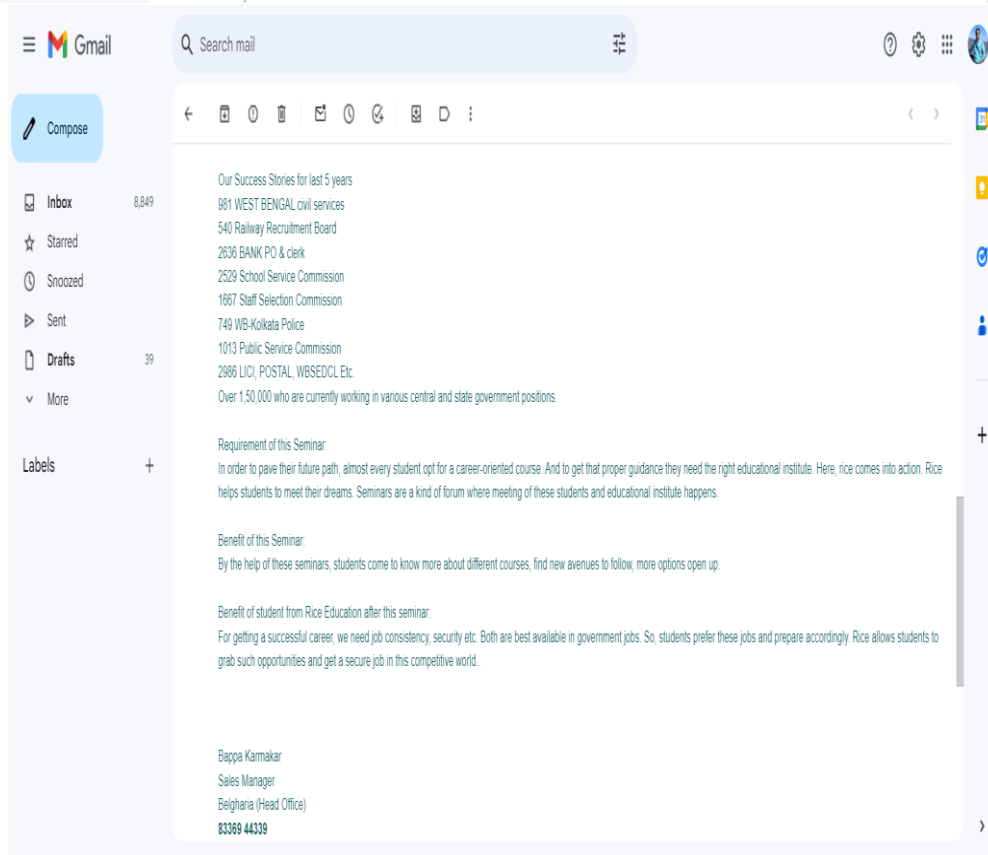 Gmail
Search mail
Compose
Inbox 8,849
Starred
Snoozed
Sent
Drafts 39
More
Labels
Our Success Stories for last 5 years
981 WEST BENGAL civil services
540 Railway Recruitment Board
2636 BANK PO & clerk
2529 School Service Commission
1667 Staff Selection Commission
749 WB-Kolkata Police
1013 Public Service Commission
2986 LICI, POSTAL, WBSEDCL Etc.
Over 1,50,000 who are currently working in various central and state government positions.
Requirement of this Seminar:
In order to pave their future path, almost every student opt for a career-oriented course. And to get that proper guidance they need the right educational institute. Here, rice comes into action. Rice
helps students to meet their dreams. Seminars are a kind of forum where meeting of these students and educational institute happens.
Benefit of this Seminar:
By the help of these seminars, students come to know more about different courses, find new avenues to follow, more options open up.
Benefit of student from Rice Education after this seminar:
For getting a successful career, we need job consistency, security etc. Both are best available in government jobs. So, students prefer these jobs and prepare accordingly. Rice allows students to
grab such opportunities and get a secure job in this competitive world..
Bappa Karmakar
Sales Manager
Belgharia (Head Office)
83369 44339